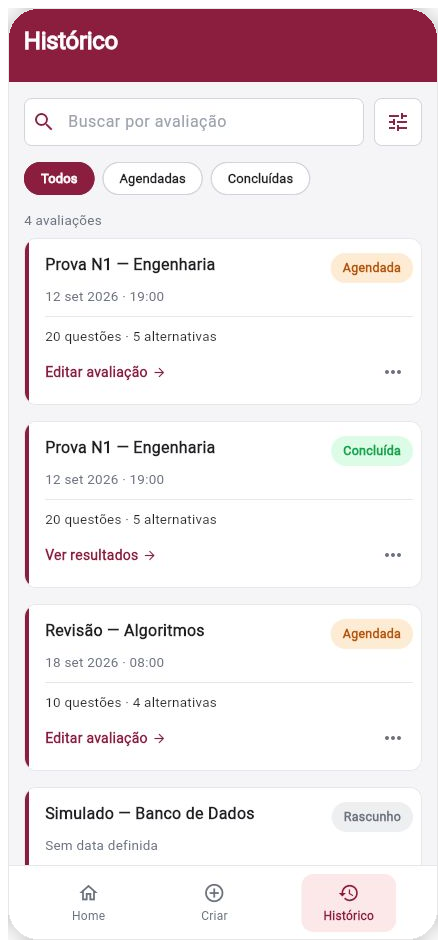 Histórico
Buscar por avaliação
Todos Agendadas Concluídas
4 avaliações
Prova N1 — Engenharia Agendada
12 set 2026 · 19:00
20 questões · 5 alternativas
Editar avaliação →
Prova N1 — Engenharia Concluída
12 set 2026 · 19:00
20 questões · 5 alternativas
Ver resultados →
Revisão — Algoritmos Agendada
18 set 2026 · 08:00
10 questões · 4 alternativas
Editar avaliação →
Simulado — Banco de Dados Rascunho
Sem data definida
Home Criar Histórico